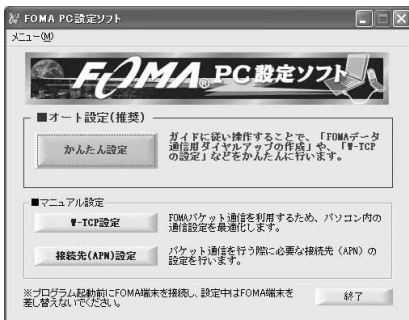 FOMA PC設定ソフト
メニュー(M)
FOMA® PC設定ソフト
■オート設定(推奨)
かんたん設定
ガイドに従い操作することで、「FOMAデータ
通信用ダイヤルアップの作成」や、「W-TCP
の設定」などをかんたんに行います。
■マニュアル設定
W-TCP設定
FOMAパケット通信を利用するため、パソコン内の
通信設定を最適化します。
接続先(APN)設定
パケット通信を行う際に必要な接続先（APN）の
設定を行います。
※プログラム起動前にFOMA端末を接続し、設定中はFOMA端末を
差し替えないでください。
終了